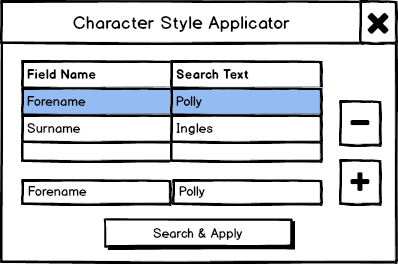 Character Style Applicator
Field Name Search Text
Forename Polly
Surname Ingles
Forename Polly
Search & Apply